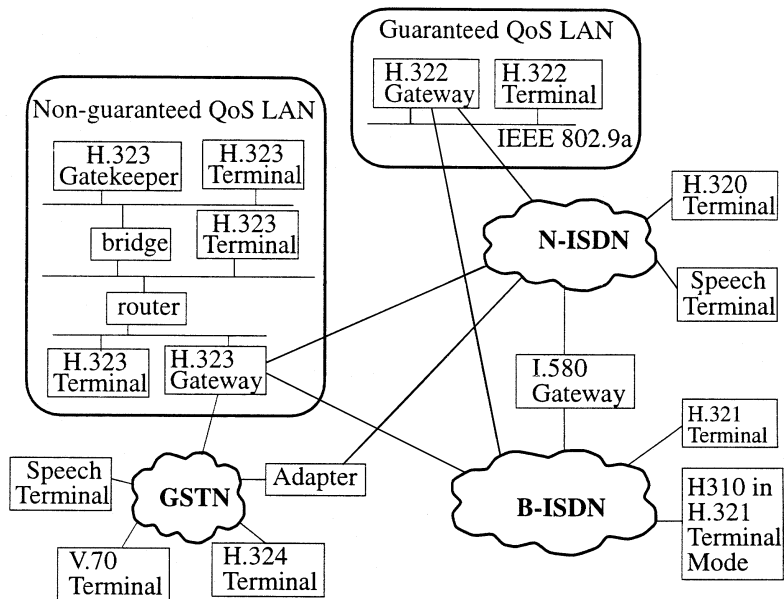 Guaranteed QoS LAN
H.322
Gateway
H.322
Terminal
IEEE 802.9a
Non-guaranteed QoS LAN
H.323
Gatekeeper
H.323
Terminal
bridge
H.323
Terminal
router
H.323
Terminal
H.323
Gateway
N-ISDN
H.320
Terminal
Speech
Terminal
I.580
Gateway
H.321
Terminal
B-ISDN
H310 in
H.321
Terminal
Mode
Speech
Terminal
GSTN
Adapter
V.70
Terminal
H.324
Terminal